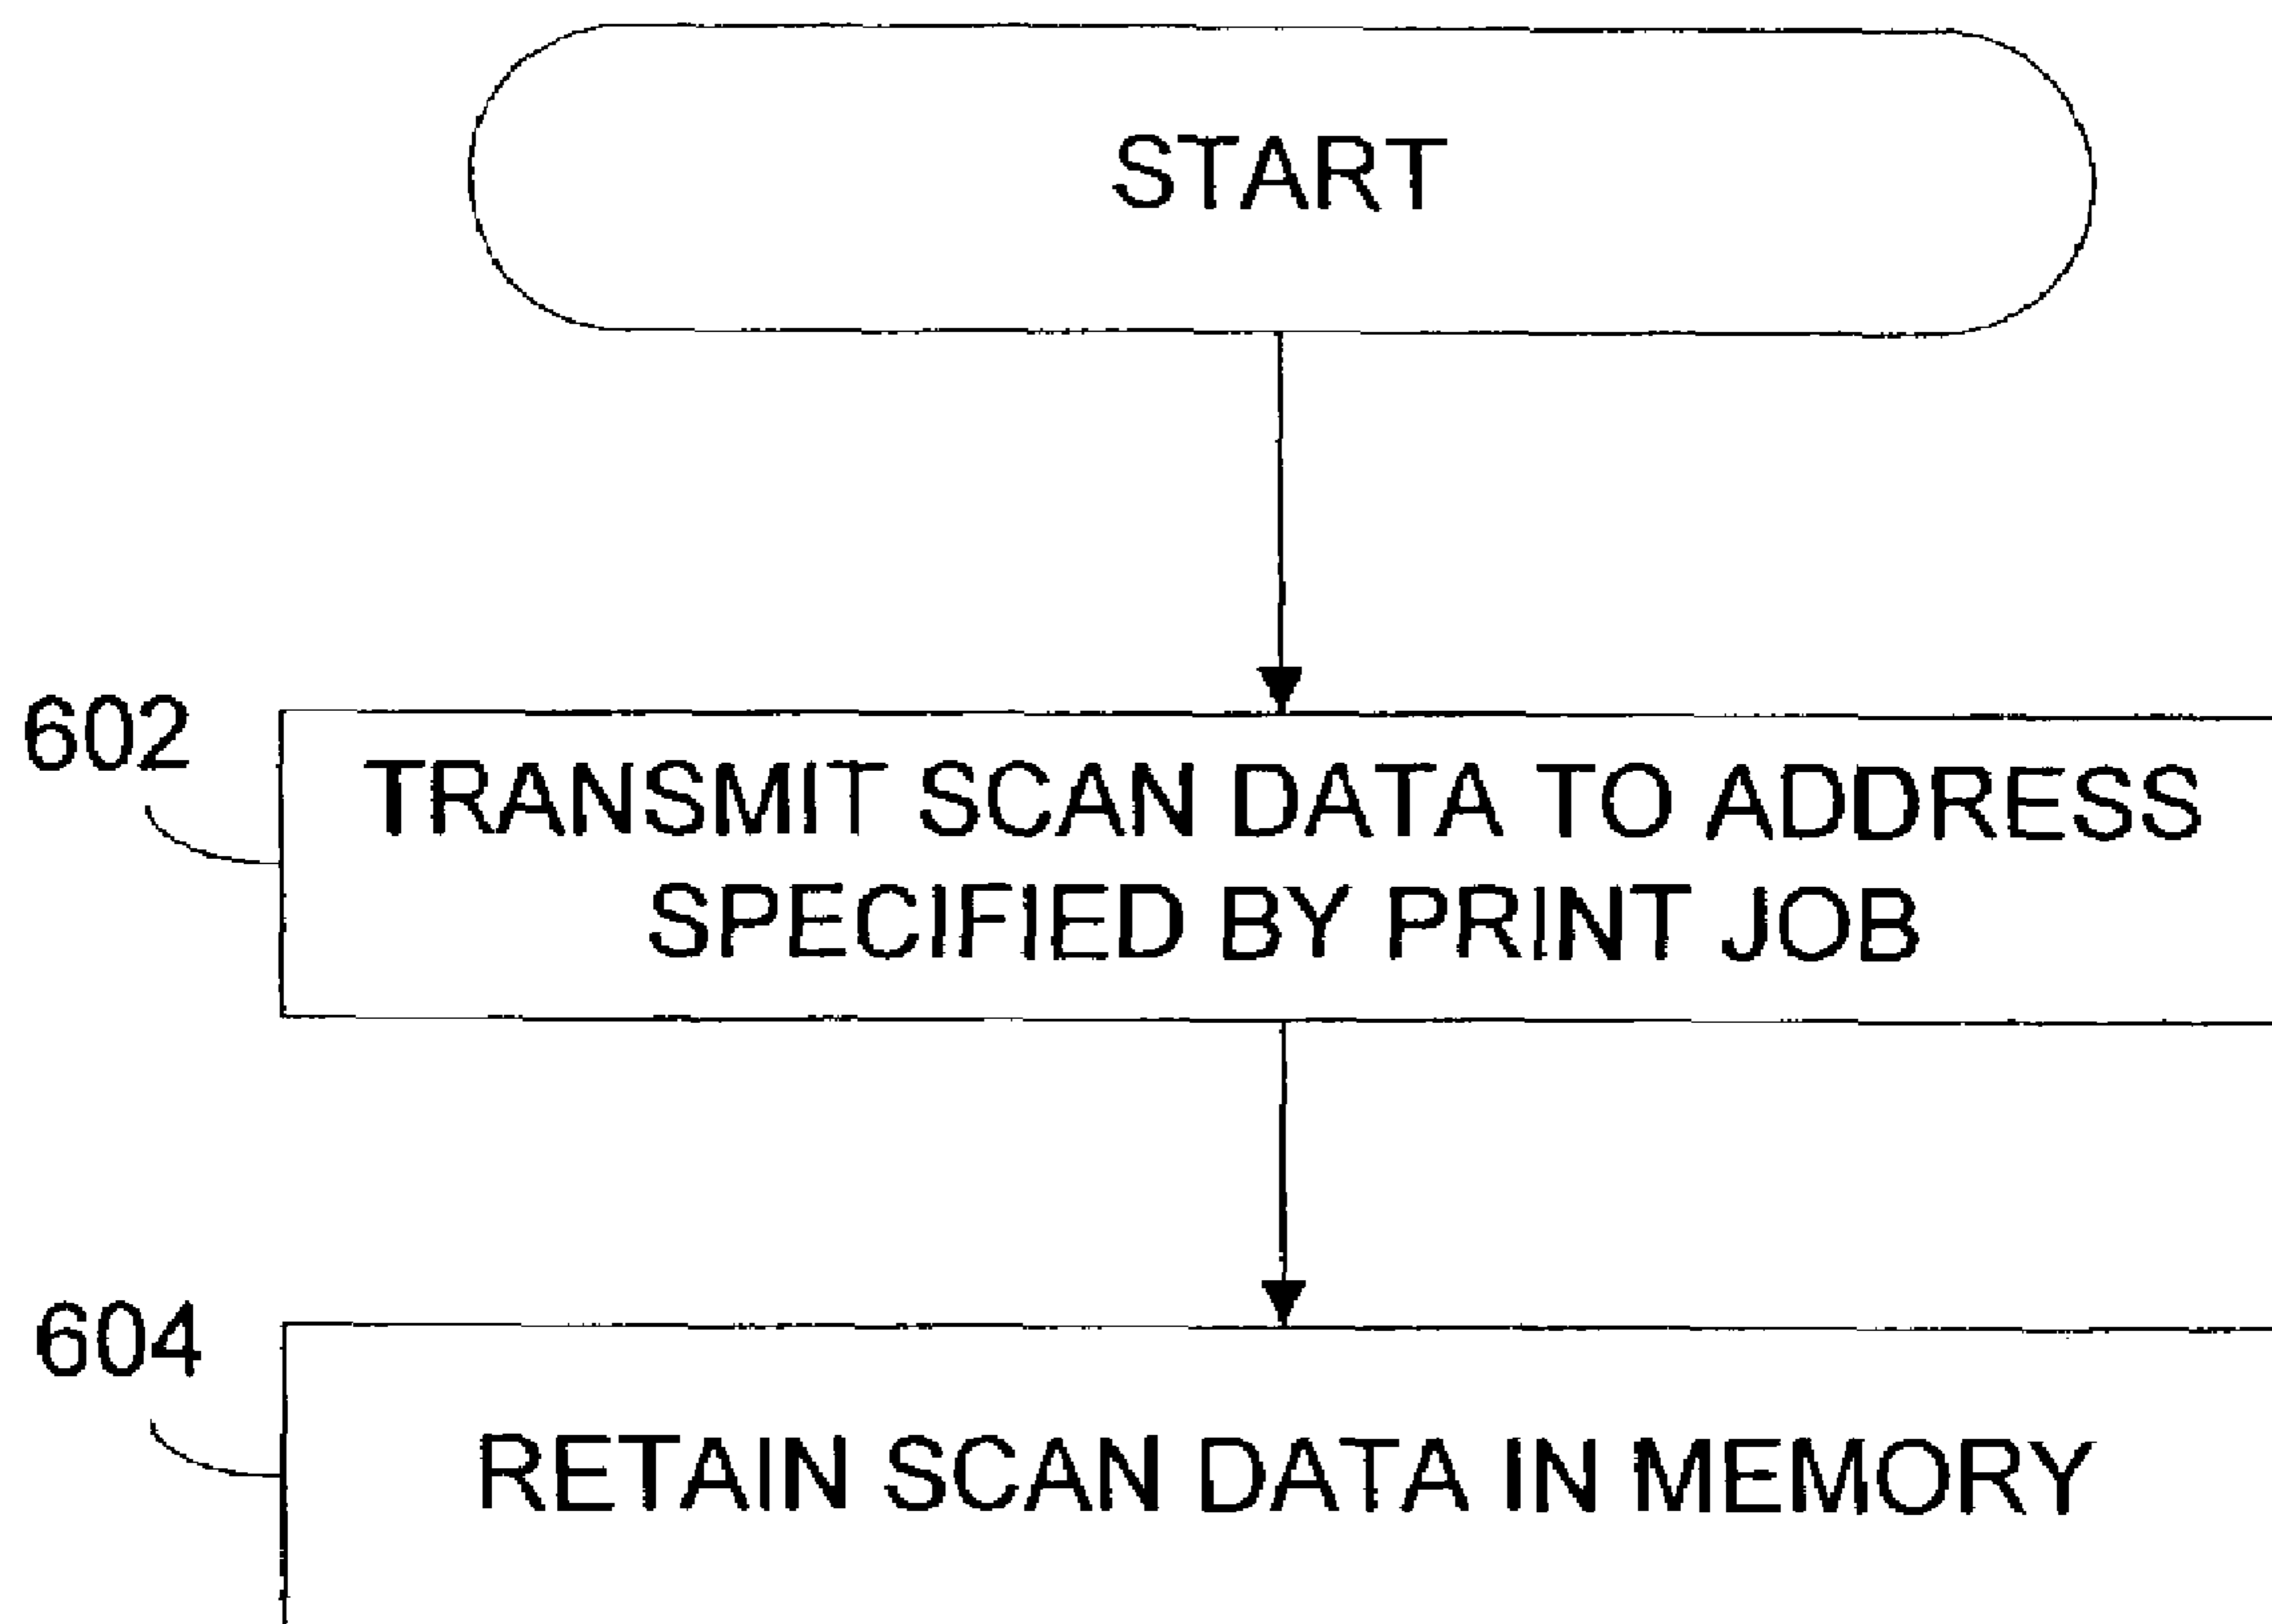 START
602
TRANSMIT SCAN DATA TO ADDRESS
SPECIFIED BY PRINT JOB
604
RETAIN SCAN DATA IN MEMORY